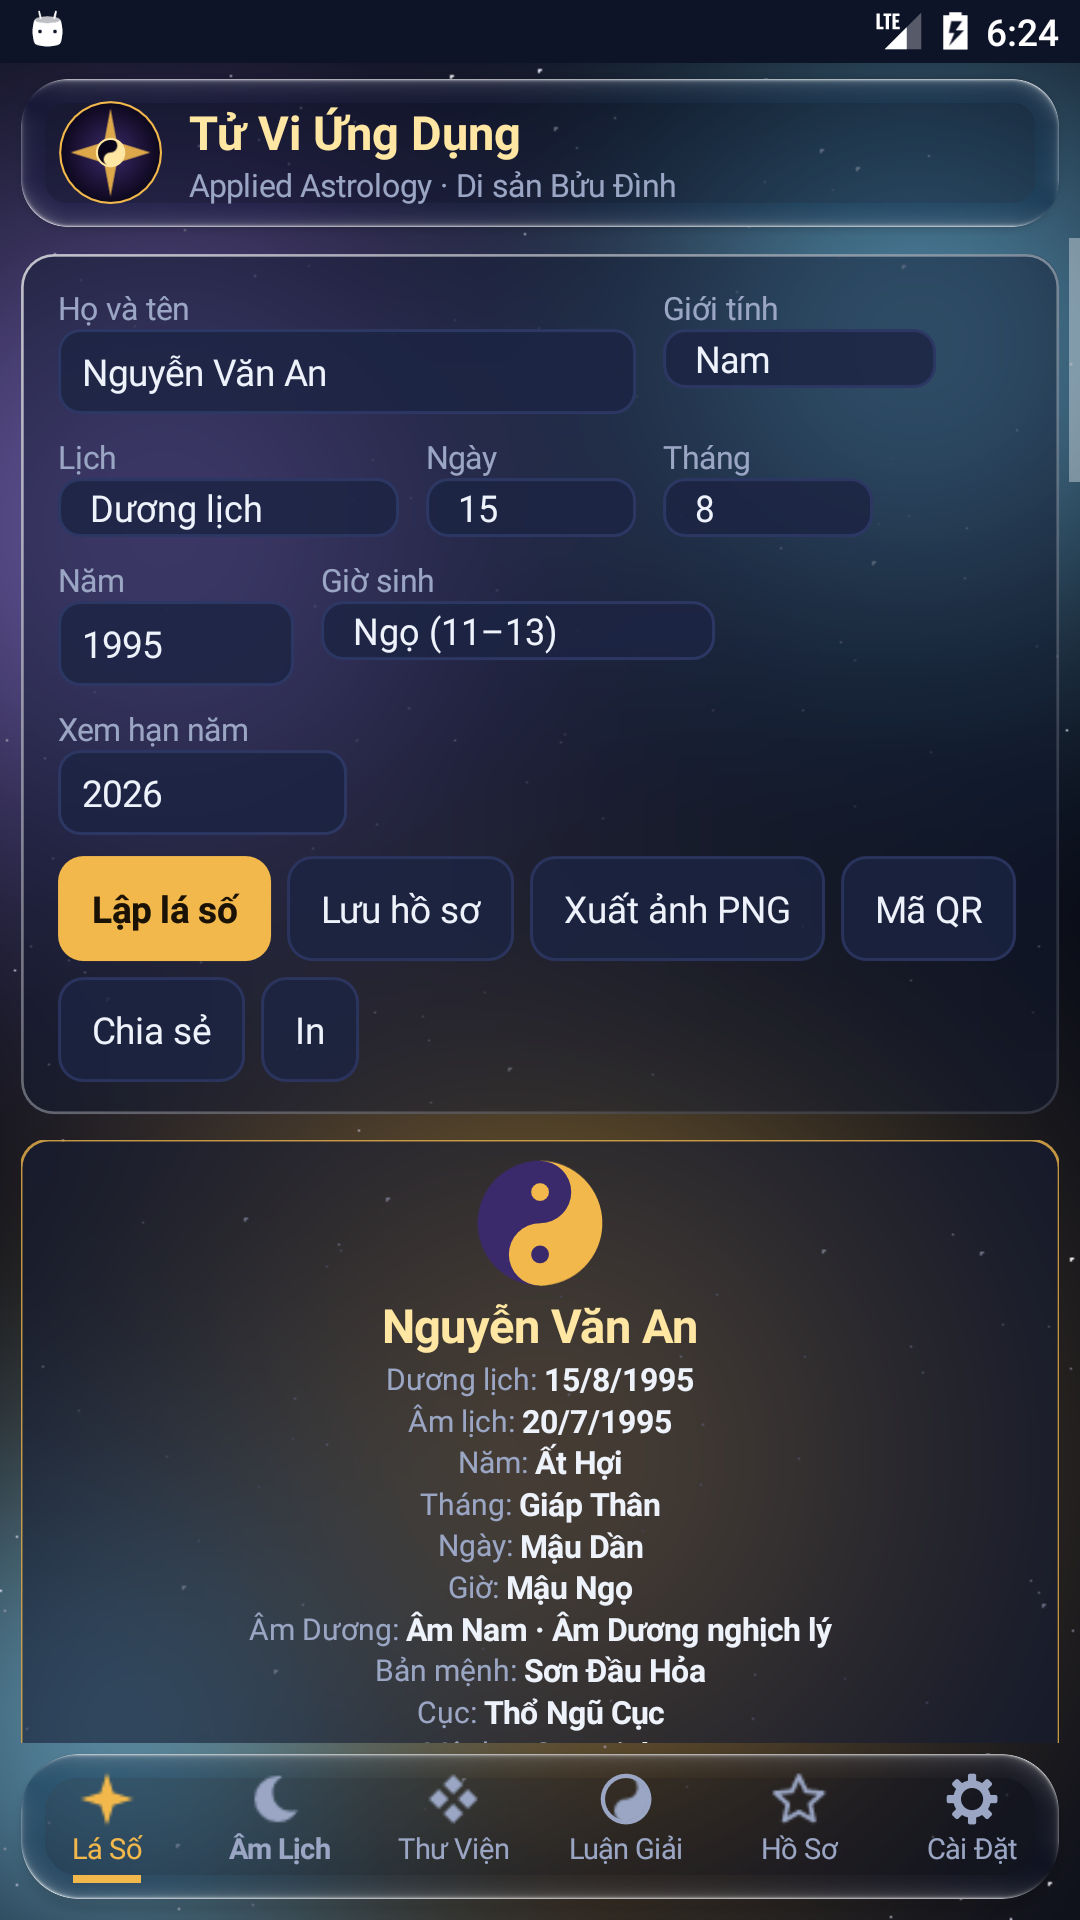 LTE 6:24
Tử Vi Ứng Dụng
Applied Astrology · Di sản Bửu Đình
Họ và tên
Giới tính
Nguyễn Văn An
Nam
Lịch
Ngày
Tháng
Dương lịch
15
8
Năm
Giờ sinh
1995
Ngọ (11–13)
Xem hạn năm
2026
Lập lá số
Lưu hồ sơ
Xuất ảnh PNG
Mã QR
Chia sẻ
In
Nguyễn Văn An
Dương lịch: 15/8/1995
Âm lịch: 20/7/1995
Năm: Ất Hợi
Tháng: Giáp Thân
Ngày: Mậu Dần
Giờ: Mậu Ngọ
Âm Dương: Âm Nam · Âm Dương nghịch lý
Bản mệnh: Sơn Đầu Hỏa
Cục: Thổ Ngũ Cục
Lá Số
Âm Lịch
Thư Viện
Luận Giải
Hồ Sơ
Cài Đặt